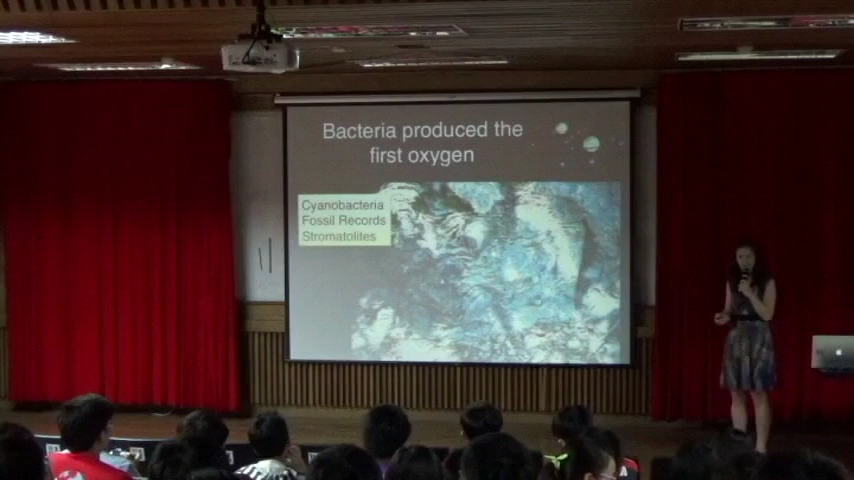 Bacteria produced the
first oxygen
Cyanobacteria
Fossil Records
Stromatolites